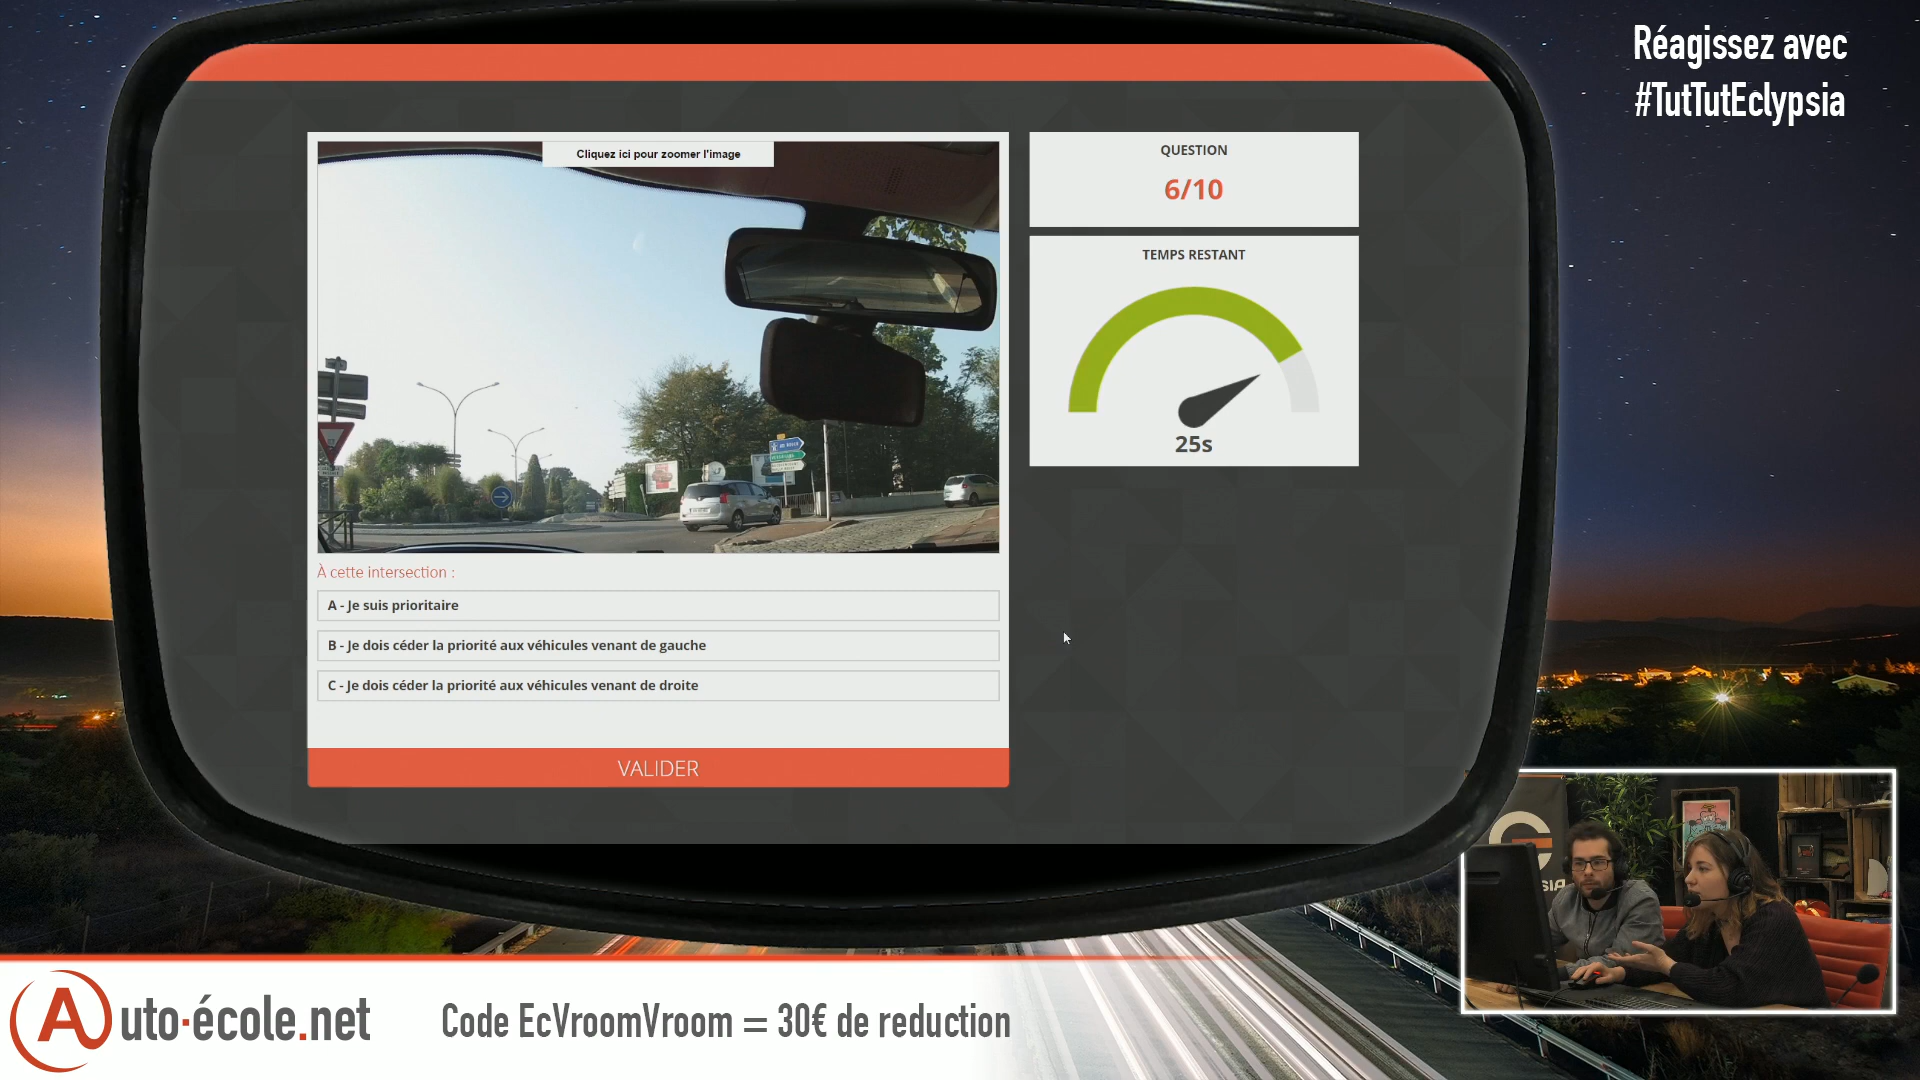 Réagissez avec
#TutTutEclypsia
Cliquez ici pour zoomer l'image
QUESTION
6/10
TEMPS RESTANT
25s
À cette intersection :
A - Je suis prioritaire
B - Je dois céder la priorité aux véhicules venant de gauche
C - Je dois céder la priorité aux véhicules venant de droite
VALIDER
Auto·école.net
Code EcVroomVroom = 30€ de reduction